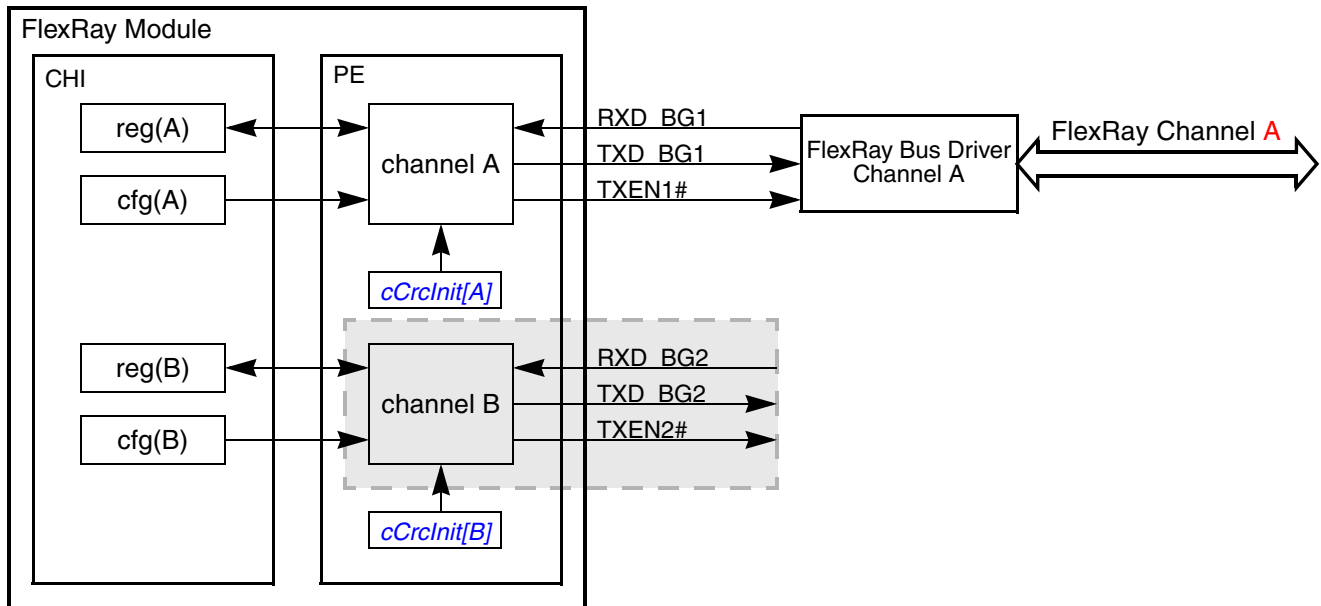 FlexRay Module
CHI
PE
reg(A)
cfg(A)
channel A
cCrcInit[A]
RXD_BG1
TXD_BG1
TXEN1#
FlexRay Bus Driver
Channel A
FlexRay Channel A
reg(B)
cfg(B)
channel B
cCrcInit[B]
RXD_BG2
TXD_BG2
TXEN2#